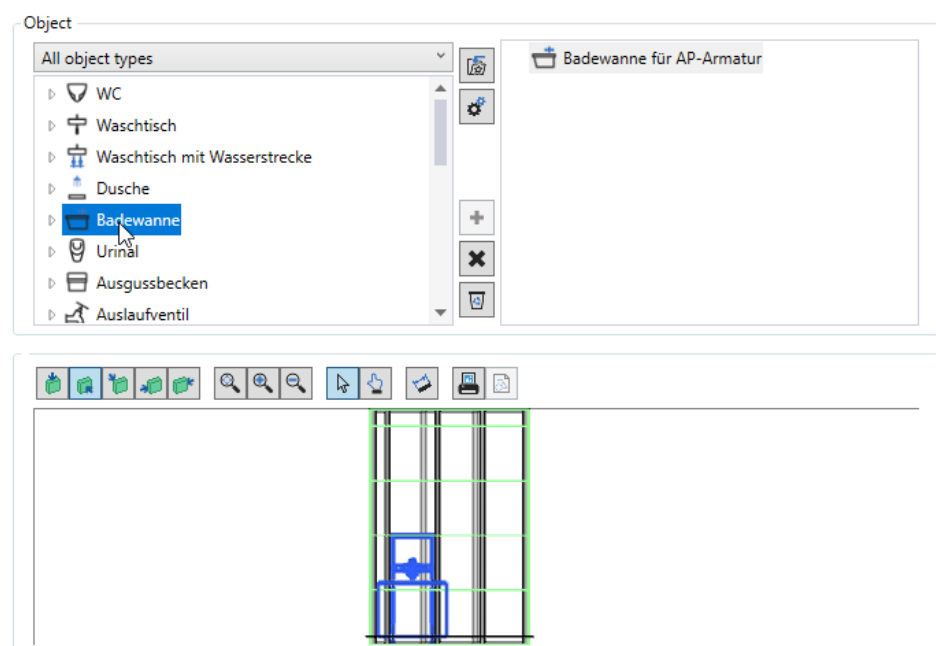 Object
All object types
WC
Waschtisch
Waschtisch mit Wasserstrecke
Dusche
Badewanne
Urinal
Ausgussbecken
Auslaufventil
Badewanne für AP-Armatur